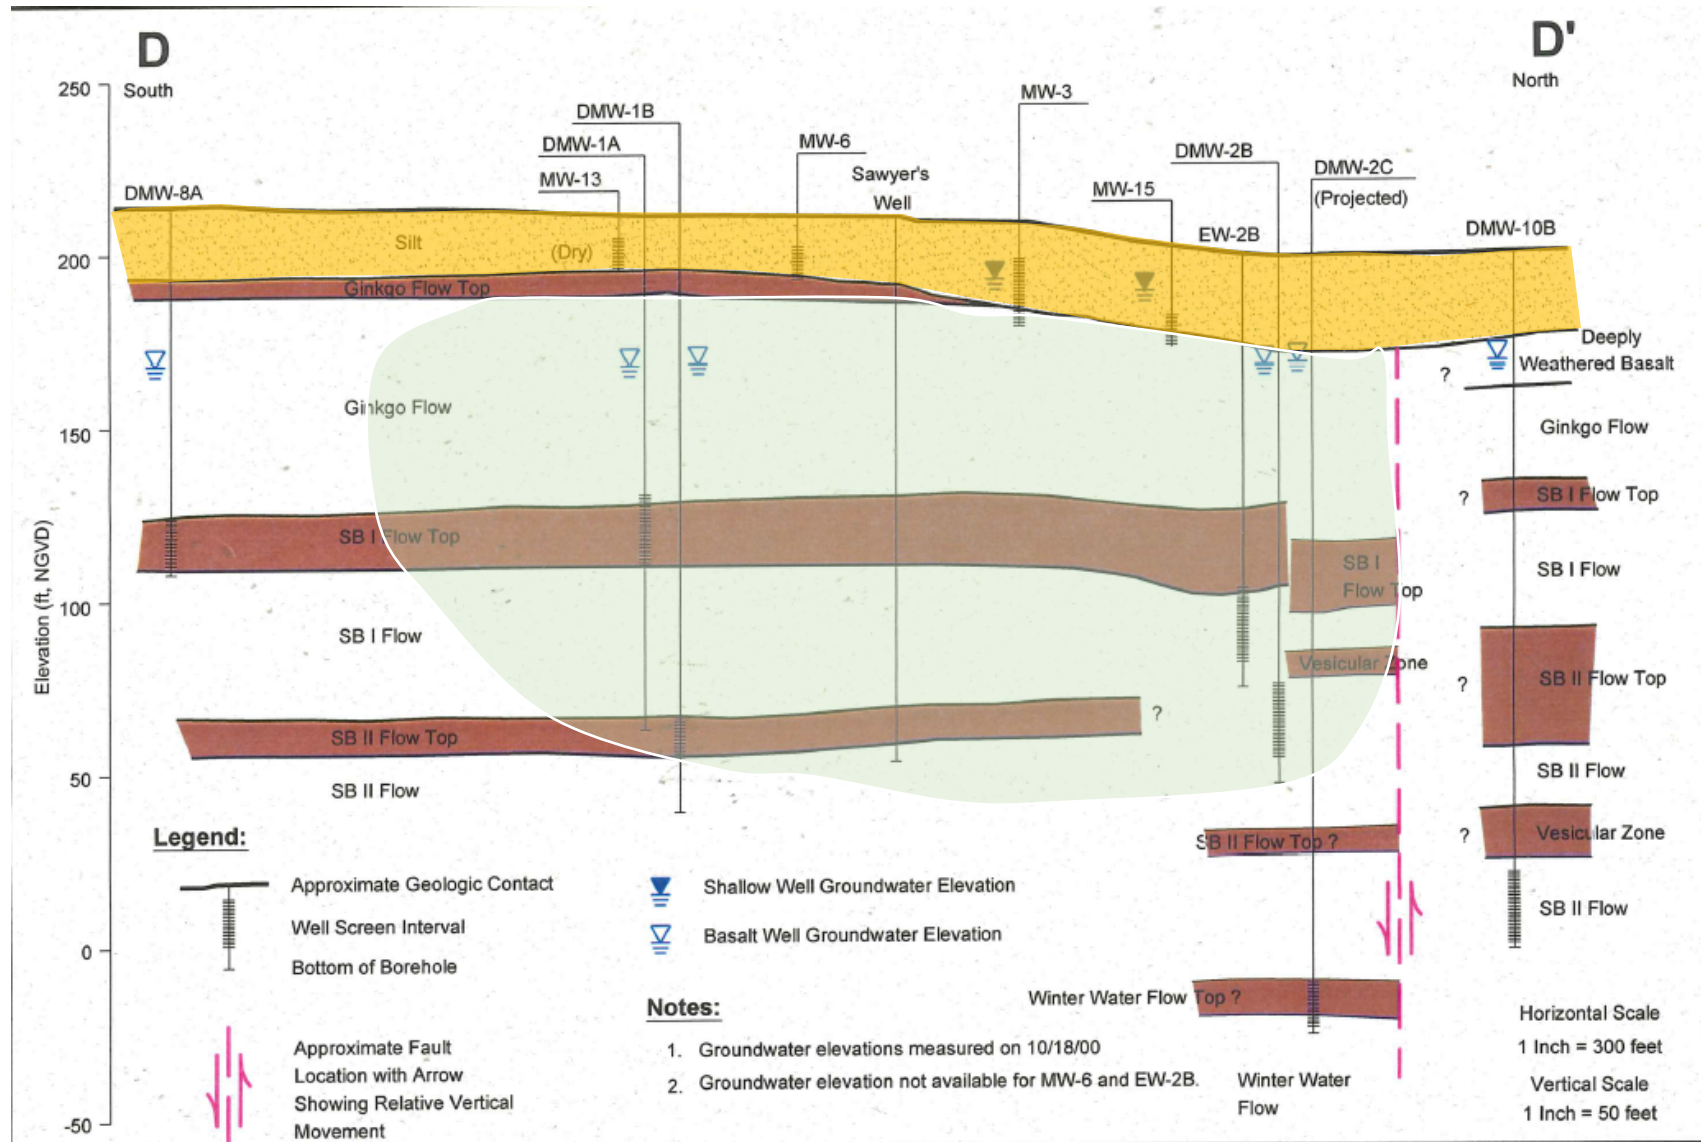 D
D'
South
North
250
200
150
100
50
0
-50
Elevation (ft, NGVD)
DMW-8A
DMW-1B
DMW-1A
MW-13
MW-6
Sawyer's
Well
MW-3
MW-15
DMW-2B
EW-2B
DMW-2C
(Projected)
DMW-10B
Silt
(Dry)
Ginkgo Flow Top
Ginkgo Flow
SB I Flow Top
SB I Flow
SB II Flow Top
SB II Flow
?
SB I
Flow Top
Vesicular Zone
SB II Flow Top ?
Winter Water Flow Top ?
Winter Water
Flow
Deeply
Weathered Basalt
?
Ginkgo Flow
?
SB I Flow Top
SB I Flow
?
SB II Flow Top
SB II Flow
?
Vesicular Zone
SB II Flow
Legend:
Approximate Geologic Contact
Well Screen Interval
Bottom of Borehole
Approximate Fault
Location with Arrow
Showing Relative Vertical
Movement
Shallow Well Groundwater Elevation
Basalt Well Groundwater Elevation
Notes:
1. Groundwater elevations measured on 10/18/00
2. Groundwater elevation not available for MW-6 and EW-2B.
Horizontal Scale
1 Inch = 300 feet
Vertical Scale
1 Inch = 50 feet